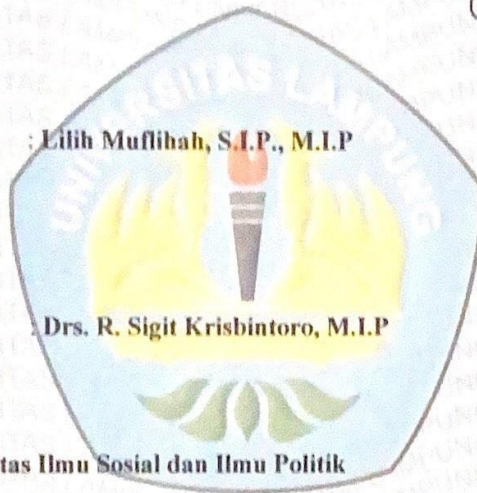 UNIVERSITAS LAMPUNG
: Lilih Muflihah, S.I.P., M.I.P
: Drs. R. Sigit Krisbintoro, M.I.P
tas Ilmu Sosial dan Ilmu Politik